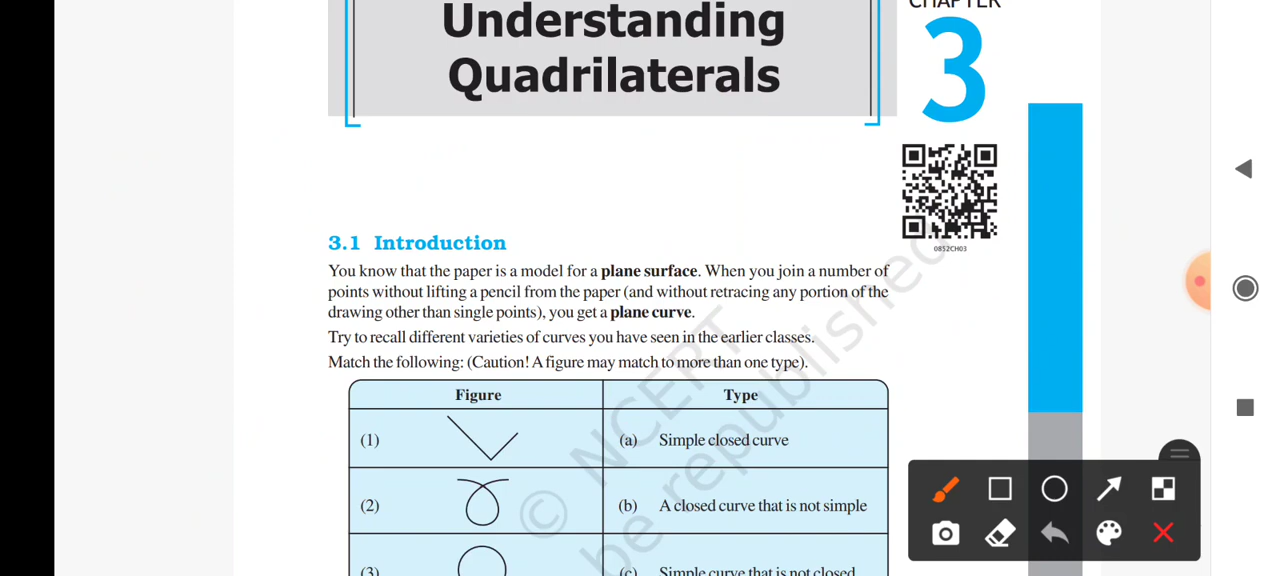 CHAPTER
Understanding
Quadrilaterals
3
0852CH03
3.1 Introduction
You know that the paper is a model for a plane surface. When you join a number of
points without lifting a pencil from the paper (and without retracing any portion of the
drawing other than single points), you get a plane curve.
Try to recall different varieties of curves you have seen in the earlier classes.
Match the following: (Caution! A figure may match to more than one type).
Figure Type
(1) (a) Simple closed curve
(2) (b) A closed curve that is not simple
(3) (c) Simple curve that is not closed
© NCERT
be republished